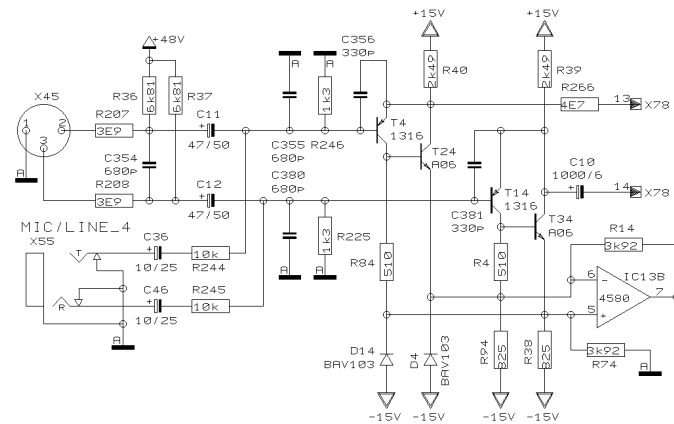 +15V
+15V
C356
330p
+48V
A
A
R40
2k49
R39
2k49
R266
4E7
13
X78
X45
R36
6k81
R37
6k81
C11
47/50
R207
3E9
1
2
3
A
1k3
R246
C355
680p
T4
1316
T24
A06
C354
680p
R208
3E9
C12
47/50
C380
680p
C10
1000/6
14
X78
T14
1316
C381
330p
T34
A06
MIC/LINE_4
X55
T
R
C36
10/25
10k
R244
C46
10/25
R245
10k
A
1k3
R225
A
A
R84
510
R4
510
R14
3k92
IC13B
4580
6
5
7
-
+
3k92
R74
A
D14
BAV103
D4
BAV103
R94
825
R38
825
-15V
-15V
-15V
-15V